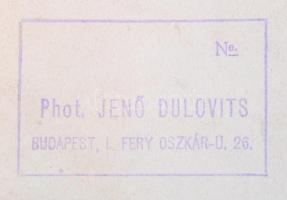 No.
Phot. JENŐ DULOVITS
BUDAPEST, I. FERY OSZKÁR-U. 26.